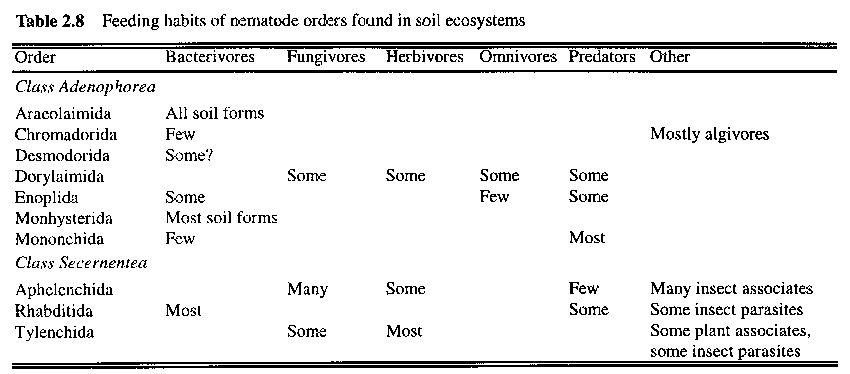 Table 2.8 Feeding habits of nematode orders found in soil ecosystems
Order Bacterivores Fungivores Herbivores Omnivores Predators Other
Class Adenophorea
Araeolaimida All soil forms
Chromadorida Few Mostly algivores
Desmodorida Some?
Dorylaimida Some Some Some Some
Enoplida Some Few Some
Monhysterida Most soil forms
Mononchida Few Most
Class Secernentea
Aphelenchida Many Some Few Many insect associates
Rhabditida Most Some Some insect parasites
Tylenchida Some Most Some plant associates,
some insect parasites